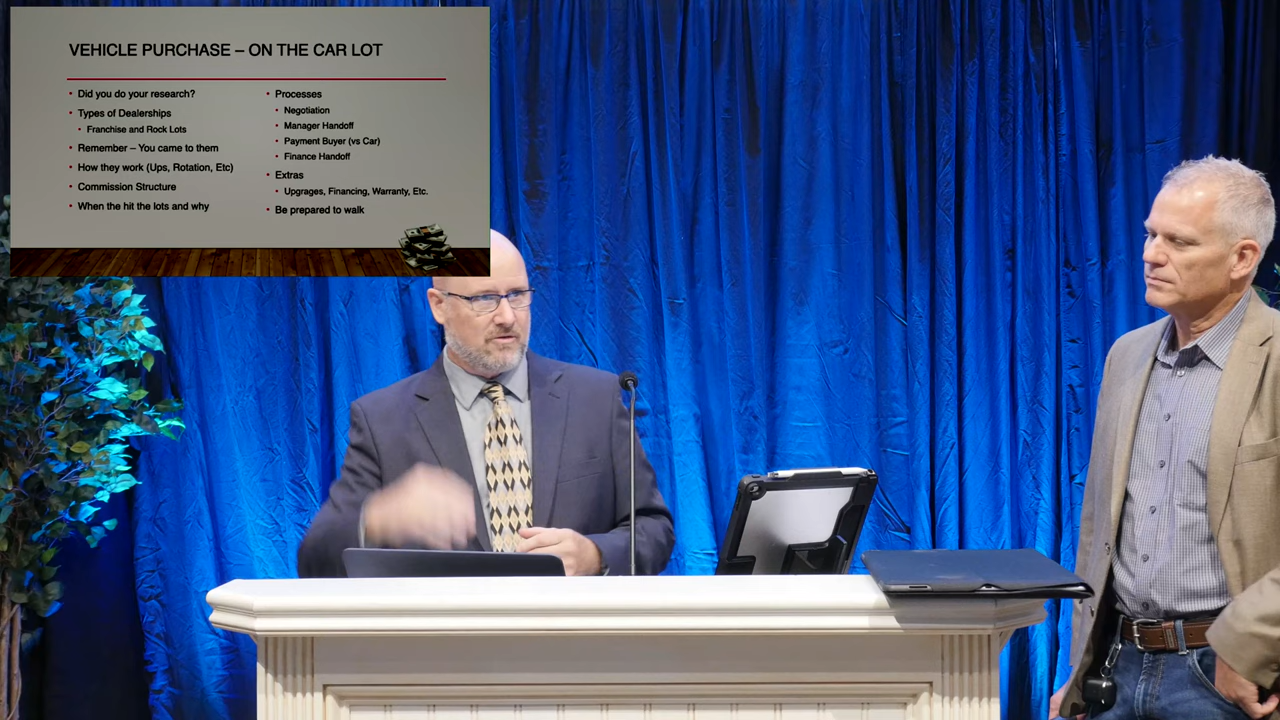 VEHICLE PURCHASE – ON THE CAR LOT
Did you do your research?
Types of Dealerships
Franchise and Rock Lots
Remember – You came to them
How they work (Ups, Rotation, Etc)
Commission Structure
When the hit the lots and why
Processes
Negotiation
Manager Handoff
Payment Buyer (vs Car)
Finance Handoff
Extras
Upgrades, Financing, Warranty, Etc.
Be prepared to walk